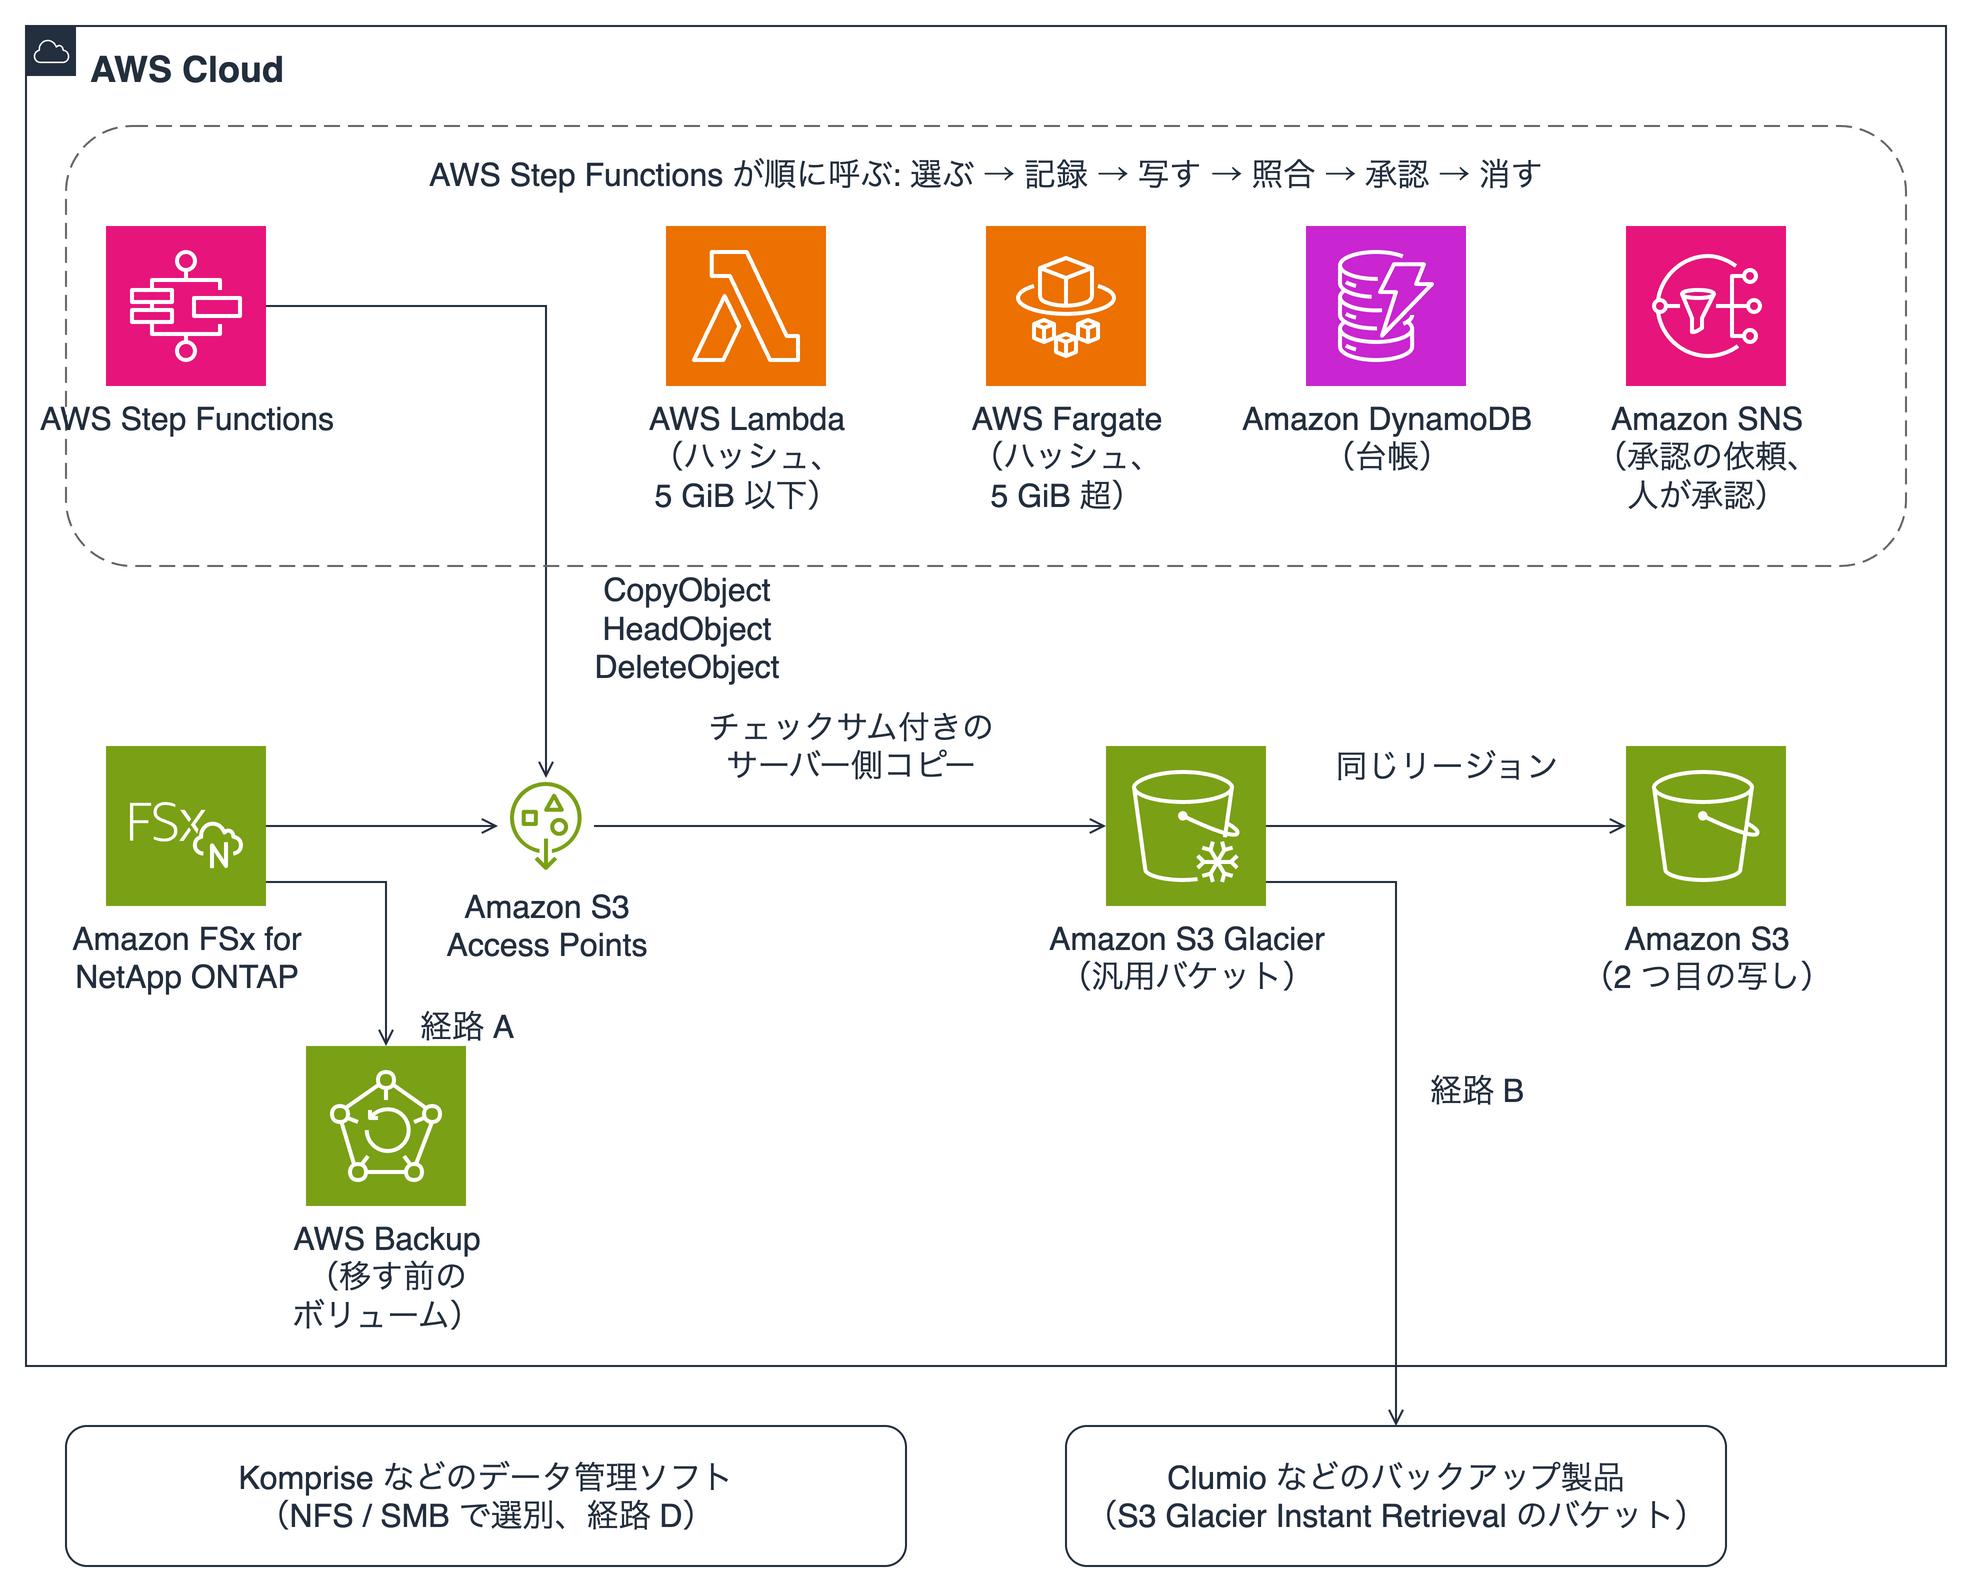 AWS Cloud
AWS Step Functions が順に呼ぶ: 選ぶ → 記録 → 写す → 照合 → 承認 → 消す
AWS Step Functions
AWS Lambda
（ハッシュ、
5 GiB 以下）
AWS Fargate
（ハッシュ、
5 GiB 超）
Amazon DynamoDB
（台帳）
Amazon SNS
（承認の依頼、
人が承認）
CopyObject
HeadObject
DeleteObject
チェックサム付きの
サーバー側コピー
同じリージョン
FSx
N
Amazon FSx for
NetApp ONTAP
Amazon S3
Access Points
Amazon S3 Glacier
（汎用バケット）
Amazon S3
（2 つ目の写し）
経路 A
経路 B
AWS Backup
（移す前の
ボリューム）
Komprise などのデータ管理ソフト
（NFS / SMB で選別、経路 D）
Clumio などのバックアップ製品
（S3 Glacier Instant Retrieval のバケット）